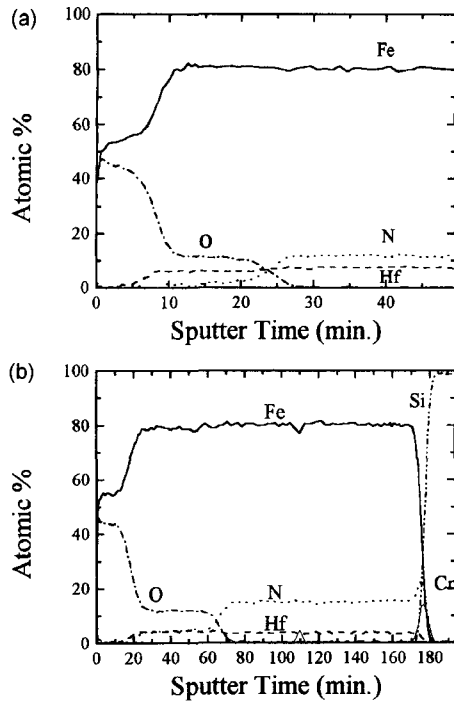 (a)
100
80
60
40
20
0
Atomic %
Fe
O
N
Hf
0 10 20 30 40
Sputter Time (min.)
(b)
100
80
60
40
20
0
Atomic %
Fe
Si
O
N
Hf
Cr
0 20 40 60 80 100 120 140 160 180
Sputter Time (min.)